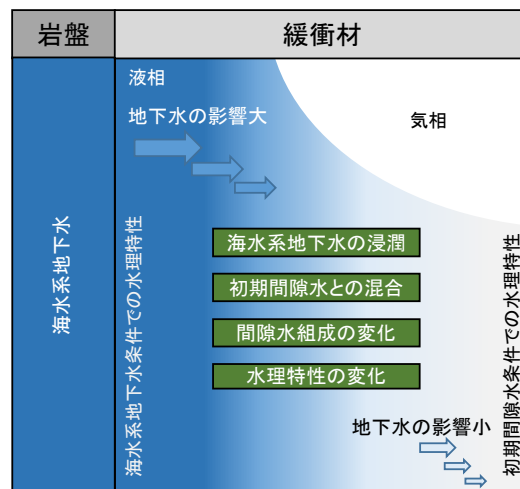 岩盤
緩衝材
液相
地下水の影響大
気相
海水系地下水
海水系地下水条件での水理特性
海水系地下水の浸潤
初期間隙水との混合
間隙水組成の変化
水理特性の変化
地下水の影響小
初期間隙水条件での水理特性